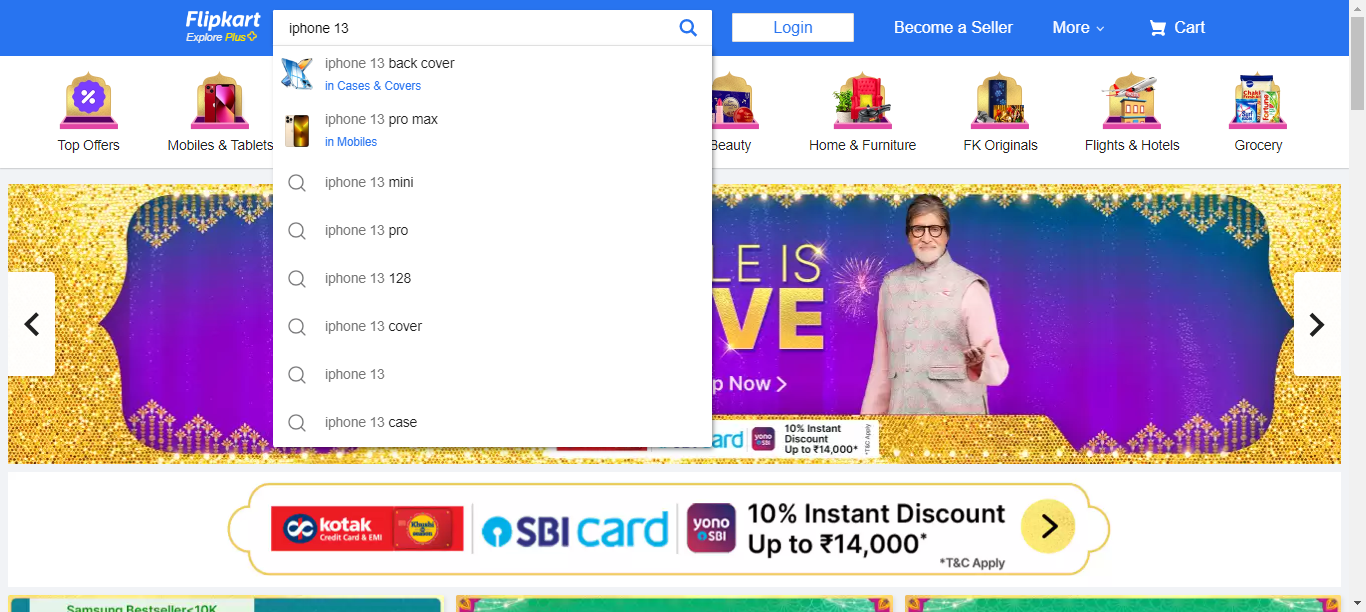 Flipkart
Explore Plus
iphone 13
Login
Become a Seller
More
Cart
iphone 13 back cover
in Cases & Covers
iphone 13 pro max
in Mobiles
iphone 13 mini
iphone 13 pro
iphone 13 128
iphone 13 cover
iphone 13
iphone 13 case
Top Offers
Mobiles & Tablets
Beauty
Home & Furniture
FK Originals
Flights & Hotels
Grocery
LE IS
VE
p Now
ard
yono
SBI
10% Instant
Discount
Up to ₹14,000*
*T&C Apply
kotak
Credit Card & EMI
Khushi
SBI card
yono
SBI
10% Instant Discount
Up to ₹14,000*
*T&C Apply
Samsung Bestseller<10K